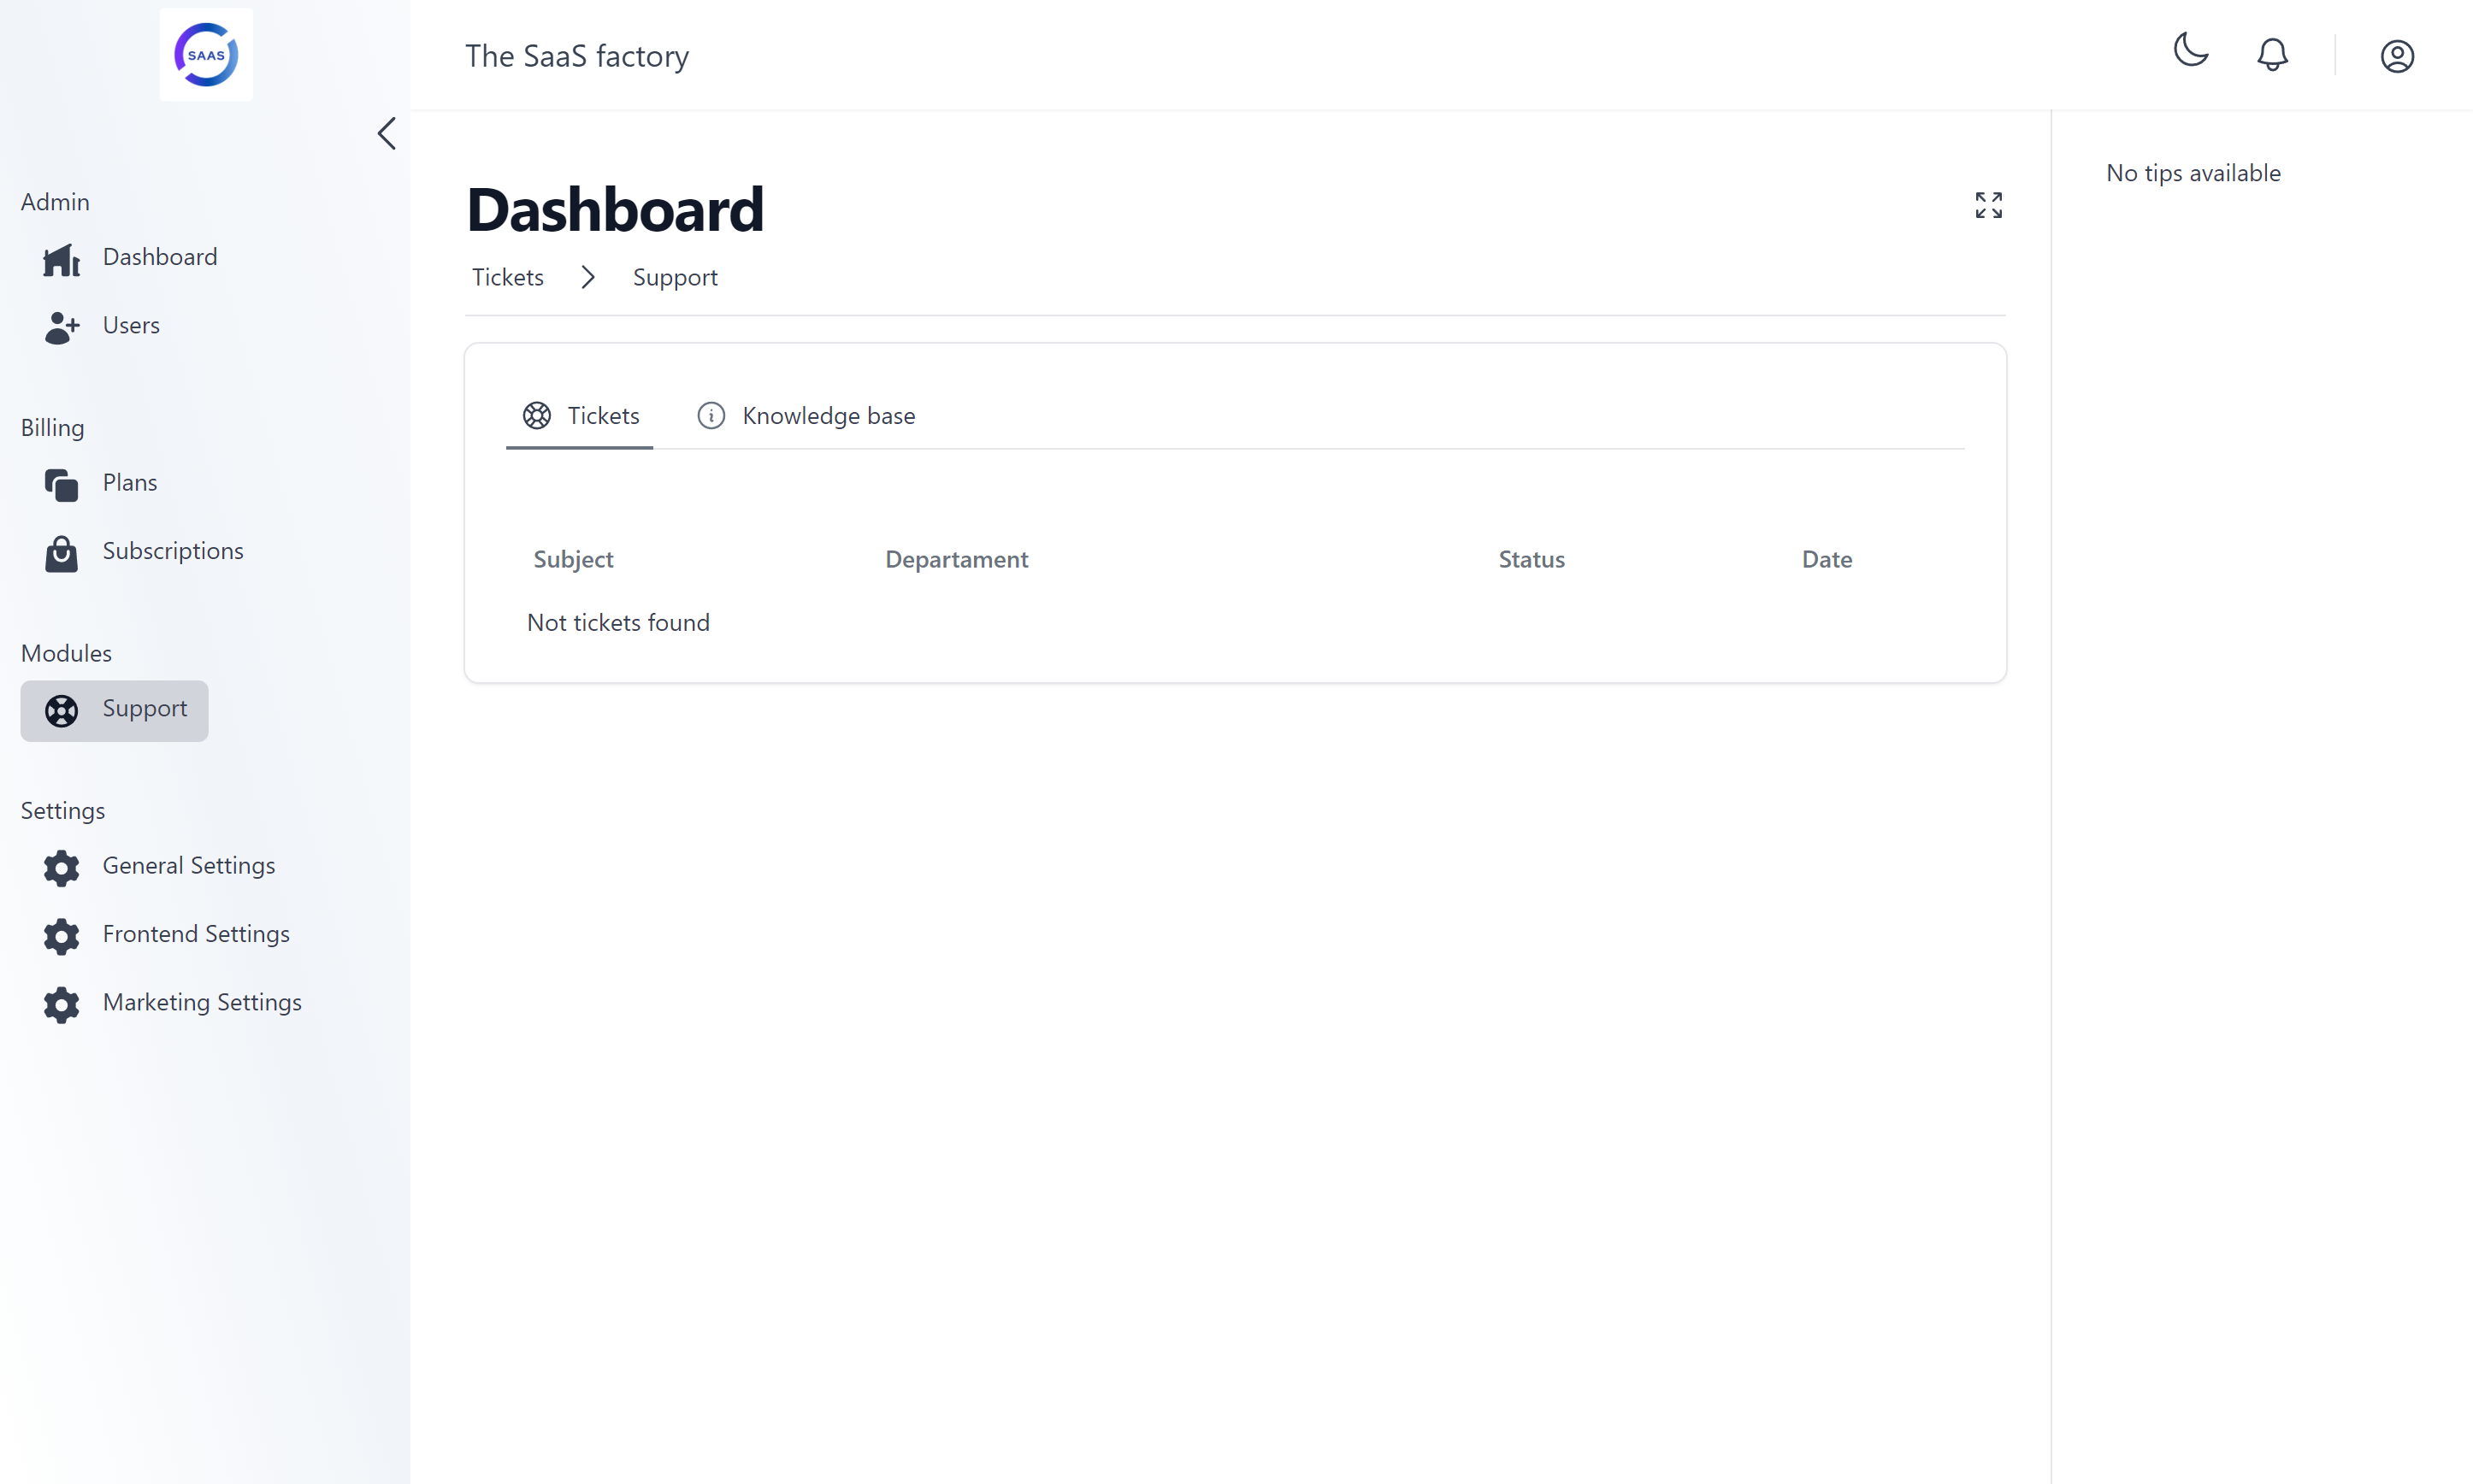 SAAS
The SaaS factory
Admin
Dashboard
Users
Billing
Plans
Subscriptions
Modules
Support
Settings
General Settings
Frontend Settings
Marketing Settings
Dashboard
Tickets
Support
Tickets
Knowledge base
Subject Departament Status Date
Not tickets found
No tips available